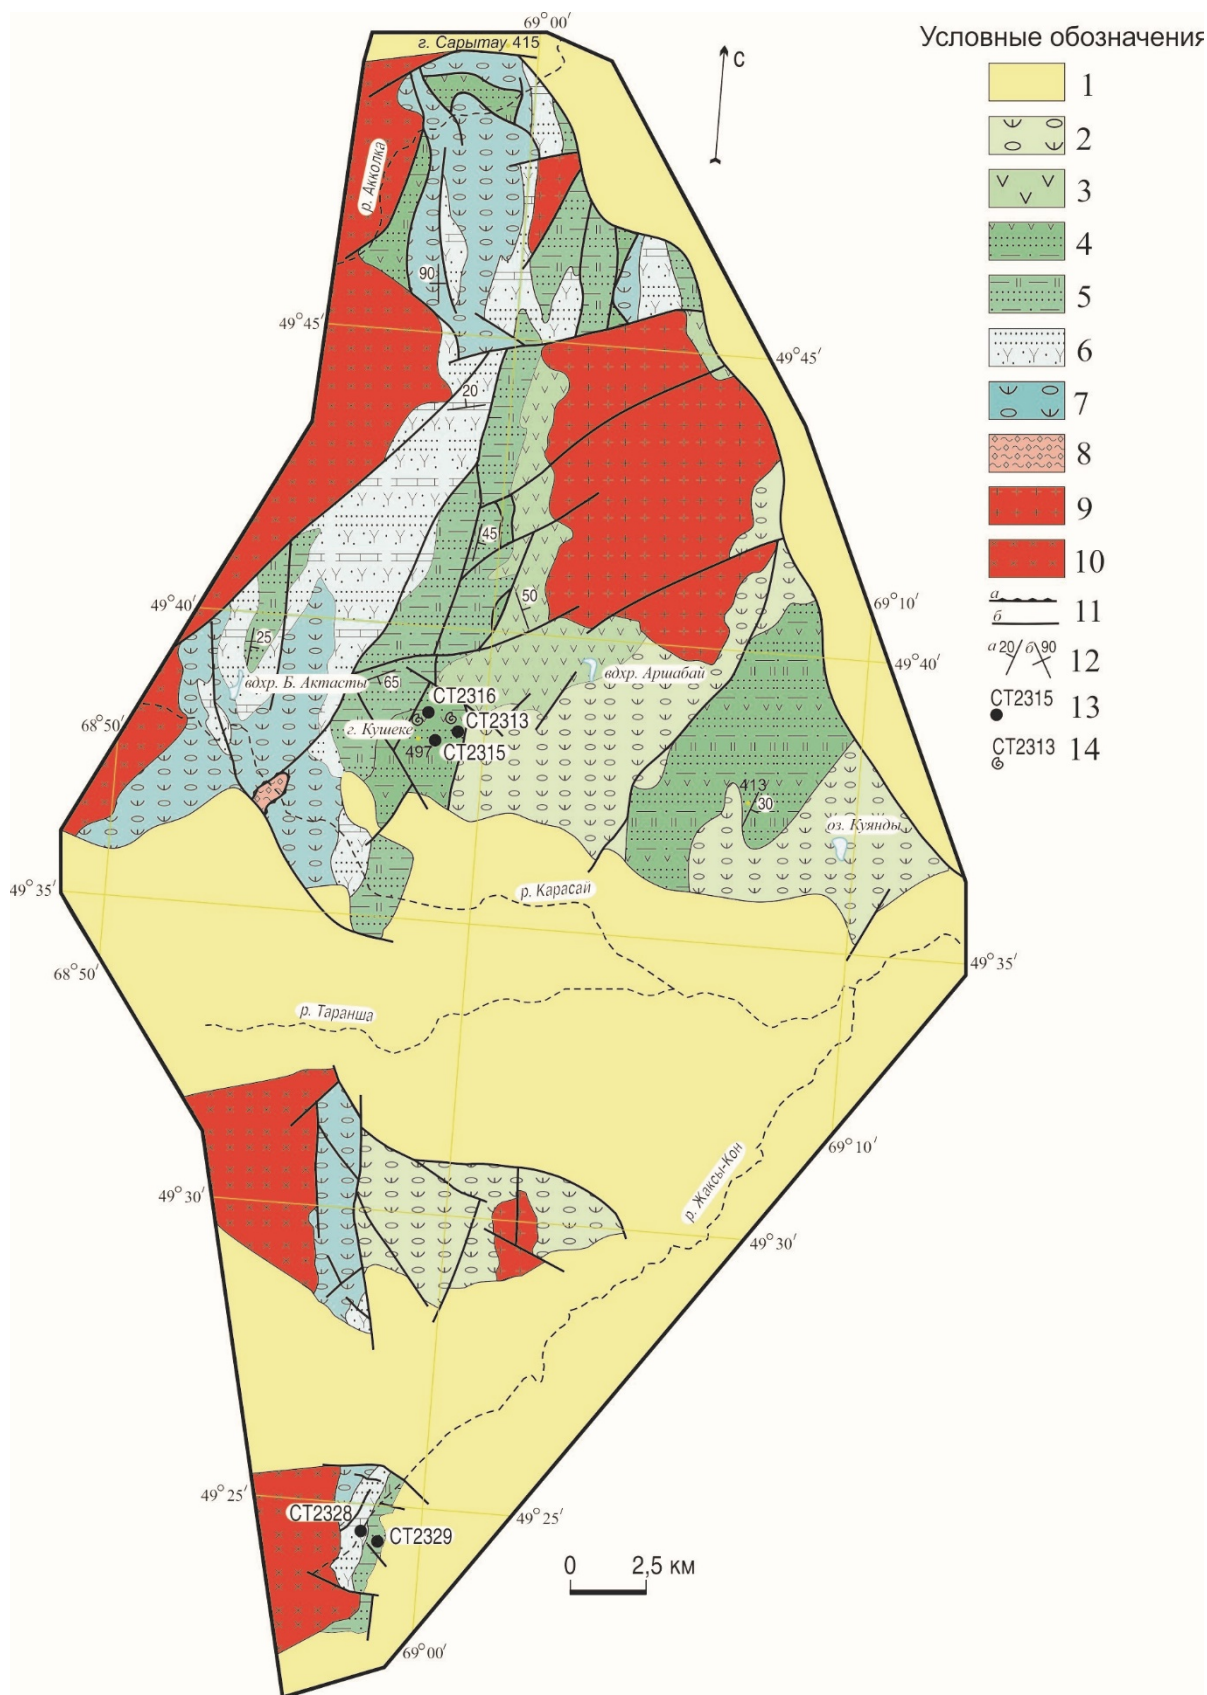 69°00′
г. Сарытау 415
С
р. Акколка
90
49°45′
49°45′
20
45
50
49°40′
69°10′
49°40′
25
вдхр. Б. Актасты
65
вдхр. Аршабай
СТ2316
68°50′
г. Кушеке
СТ2313
497
СТ2315
413
30
оз. Куянды
49°35′
р. Карасай
68°50′
49°35′
р. Таранша
р. Жаксы-Кон
69°10′
49°30′
49°30′
49°25′
СТ2328
49°25′
СТ2329
0 2,5 км
69°00′
Условные обозначения
1
2
3
4
5
6
7
8
9
10
а
б
11
а 20 б 90
12
СТ2315
13
СТ2313
14